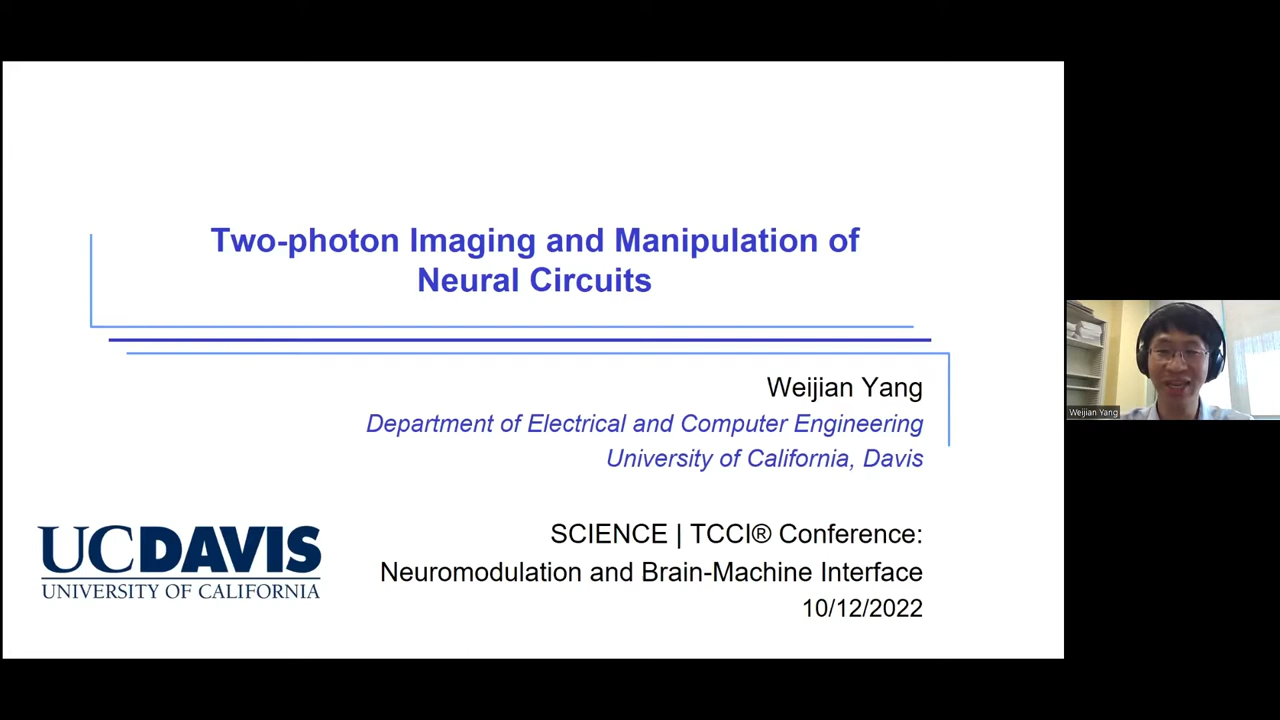 Two-photon Imaging and Manipulation of
Neural Circuits
Weijian Yang
Department of Electrical and Computer Engineering
University of California, Davis
SCIENCE | TCCI® Conference:
Neuromodulation and Brain-Machine Interface
10/12/2022
UCDAVIS
UNIVERSITY OF CALIFORNIA
Weijian Yang